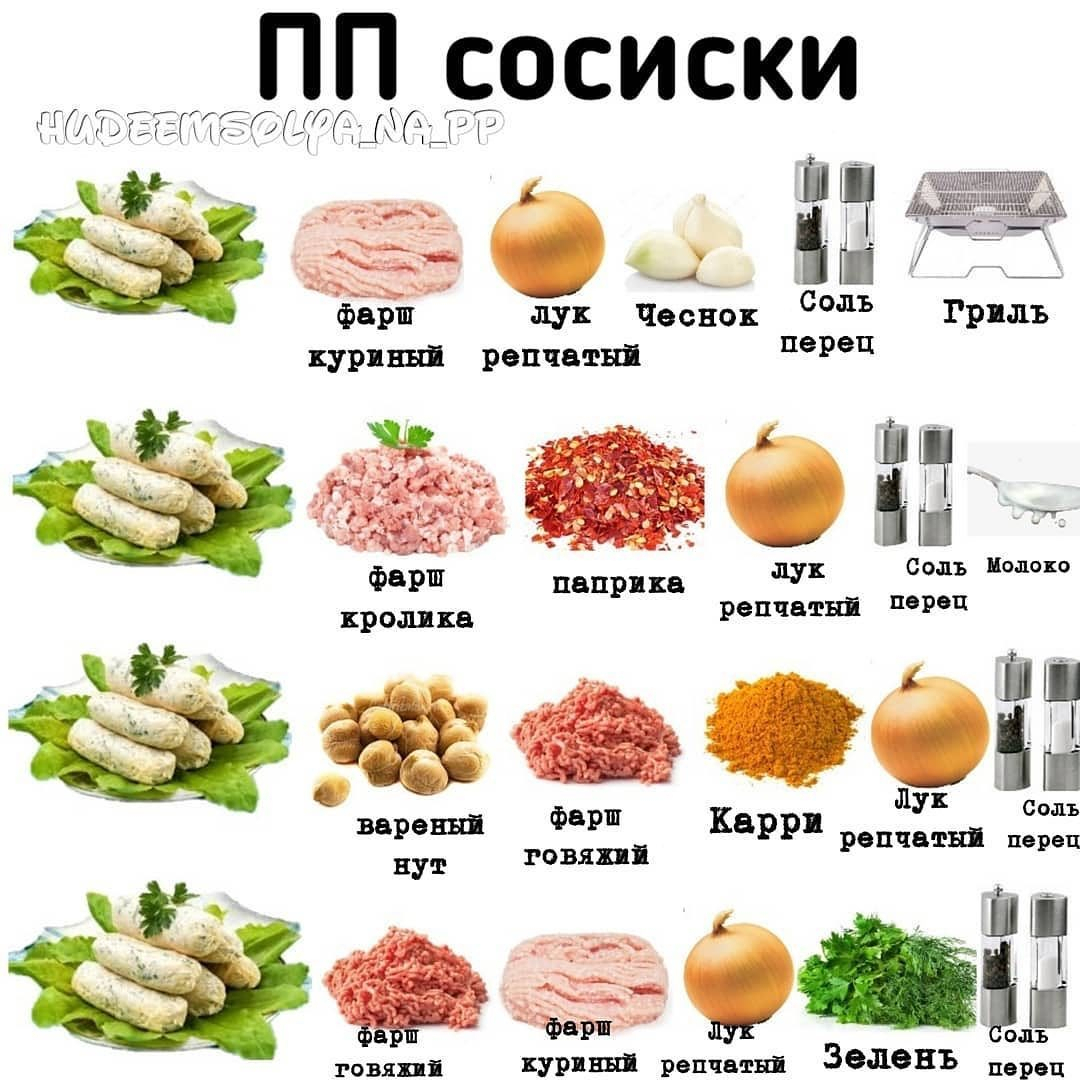 ПП сосиски
HUDEEMSOLYA_NA_PP
фарш куриный
лук репчатый
Чеснок
Соль перец
Гриль
фарш кролика
паприка
лук репчатый
Соль перец
Молоко
вареный нут
фарш говяжий
Карри
Лук репчатый
Соль перец
фарш говяжий
фарш куриный
Лук репчатый
Зелень
Соль перец